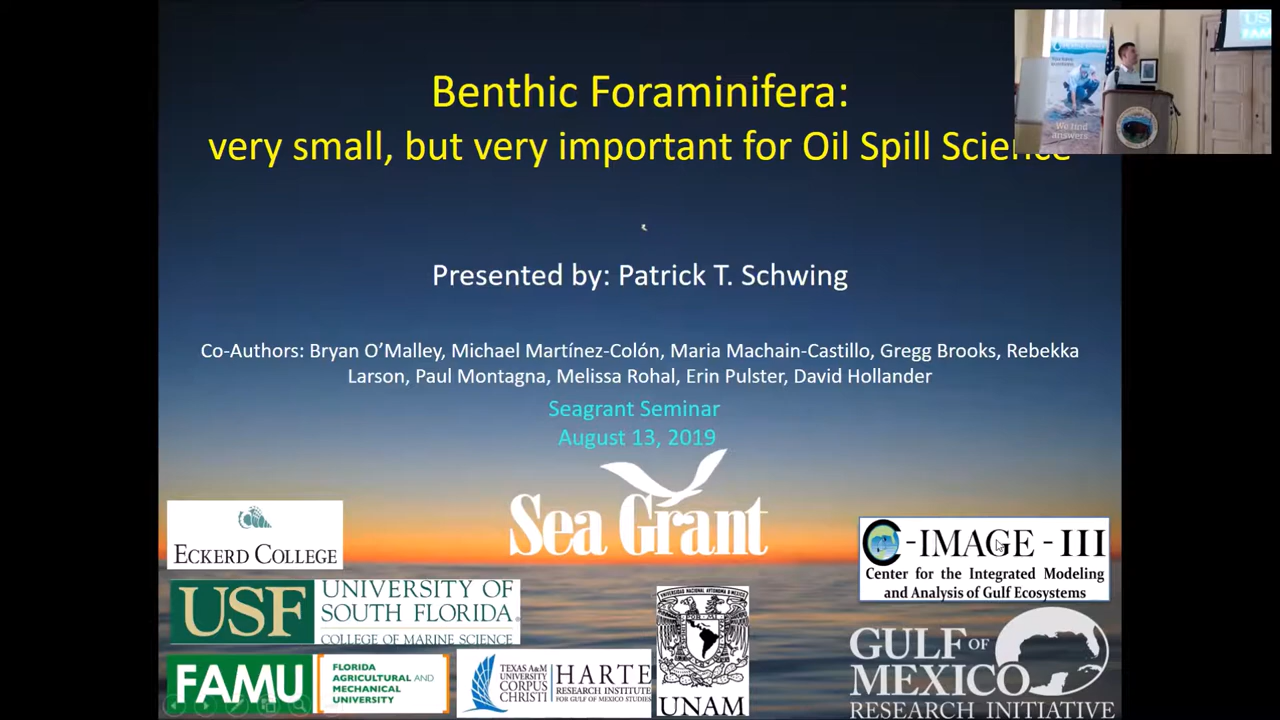 Benthic Foraminifera:
very small, but very important for Oil Spill Science
Presented by: Patrick T. Schwing
Co-Authors: Bryan O’Malley, Michael Martínez-Colón, Maria Machain-Castillo, Gregg Brooks, Rebekka
Larson, Paul Montagna, Melissa Rohal, Erin Pulster, David Hollander
Seagrant Seminar
August 13, 2019
Sea Grant
ECKERD COLLEGE
USF
UNIVERSITY OF
SOUTH FLORIDA
COLLEGE OF MARINE SCIENCE
FAMU
FLORIDA
AGRICULTURAL AND
MECHANICAL
UNIVERSITY
TEXAS A&M
UNIVERSITY
CORPUS
CHRISTI
HARTE
RESEARCH INSTITUTE
FOR GULF OF MEXICO STUDIES
UNAM
C-IMAGE-III
Center for the Integrated Modeling
and Analysis of Gulf Ecosystems
GULF OF
MEXICO
RESEARCH INITIATIVE
We find
answers